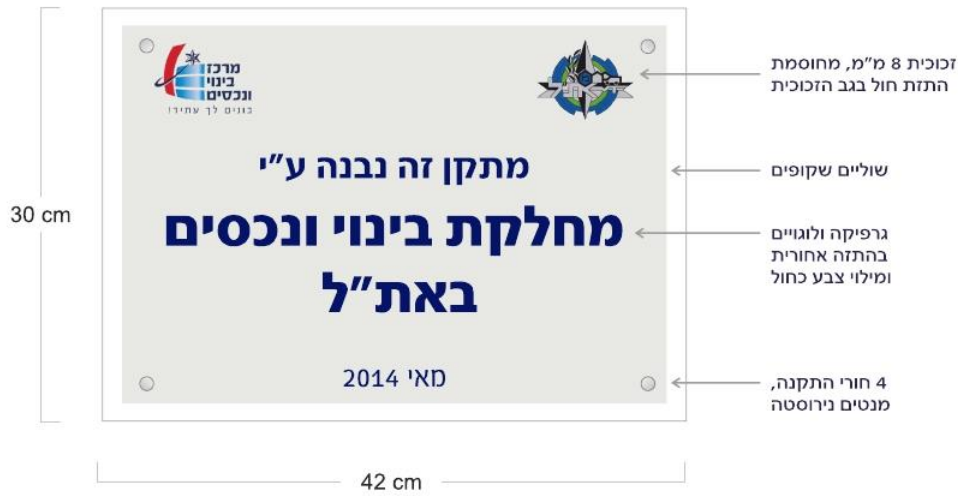 מרכז
בינוי
ונכסים
בונים לך עתיד!
מתקן זה נבנה ע״י
מחלקת בינוי ונכסים
באת״ל
מאי 2014
זכוכית 8 מ״מ, מחוסמת
התזת חול בגב הזכוכית
שוליים שקופים
גרפיקה ולוגויים
בהתזה אחורית
ומילוי צבע כחול
4 חורי התקנה,
מנטים נירוסטה
30 cm
42 cm